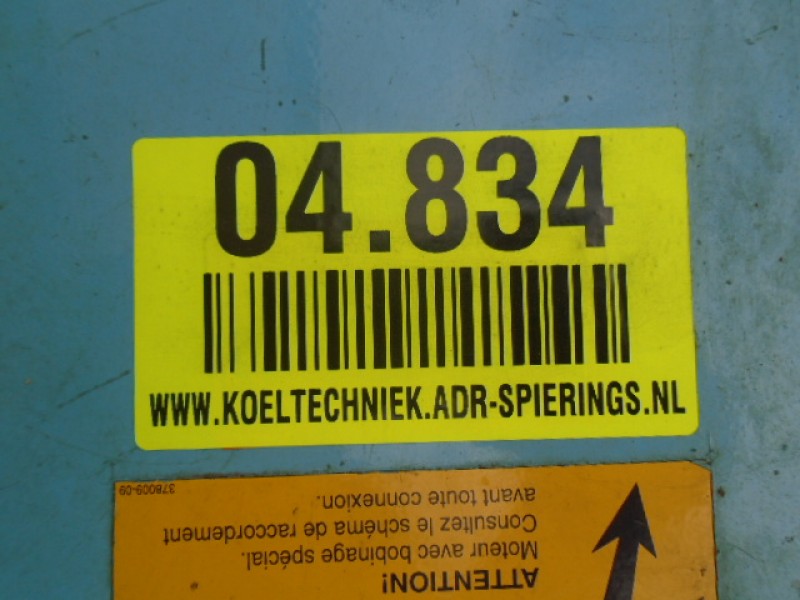 04.834
WWW.KOELTECHNIEK.ADR-SPIERINGS.NL
ATTENTION!
Moteur avec bobinage spécial.
Consultez le schéma de raccordement
avant toute connexion.
378009-09